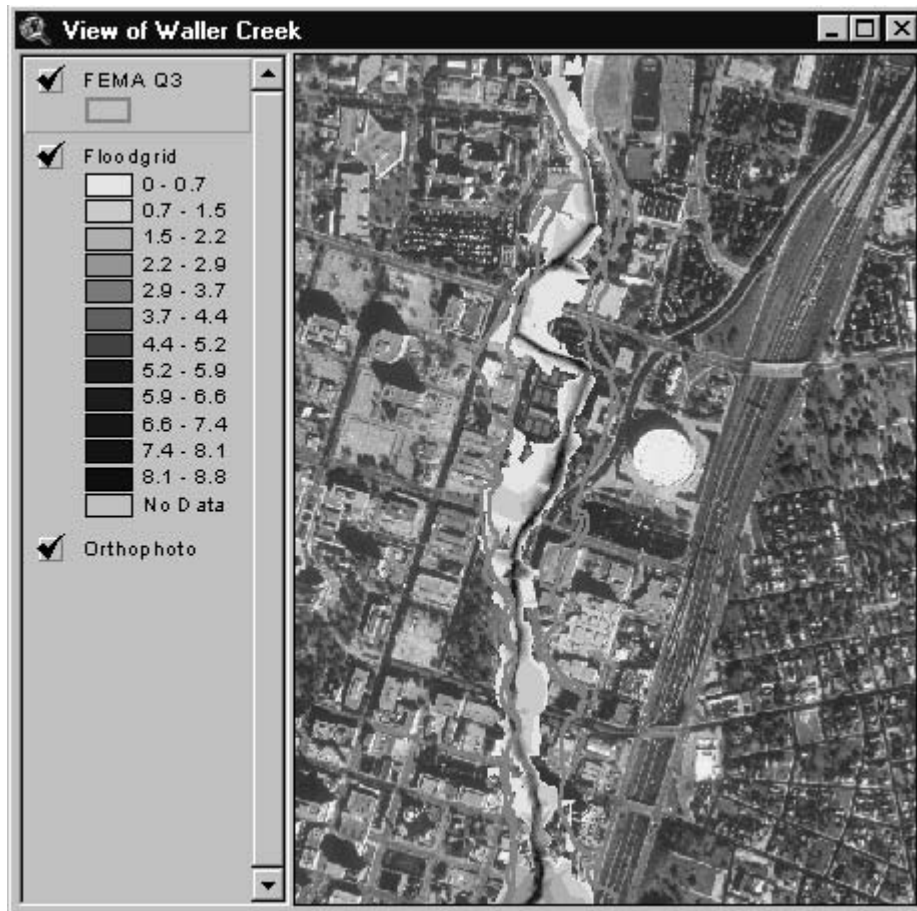 View of Waller Creek
FEMA Q3
Floodgrid
0 - 0.7
0.7 - 1.5
1.5 - 2.2
2.2 - 2.9
2.9 - 3.7
3.7 - 4.4
4.4 - 5.2
5.2 - 5.9
5.9 - 6.6
6.6 - 7.4
7.4 - 8.1
8.1 - 8.8
No Data
Orthophoto